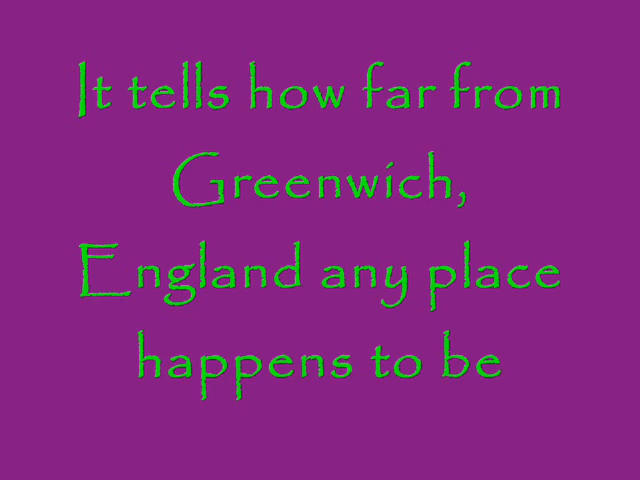 It tells how far from
Greenwich,
England any place
happens to be